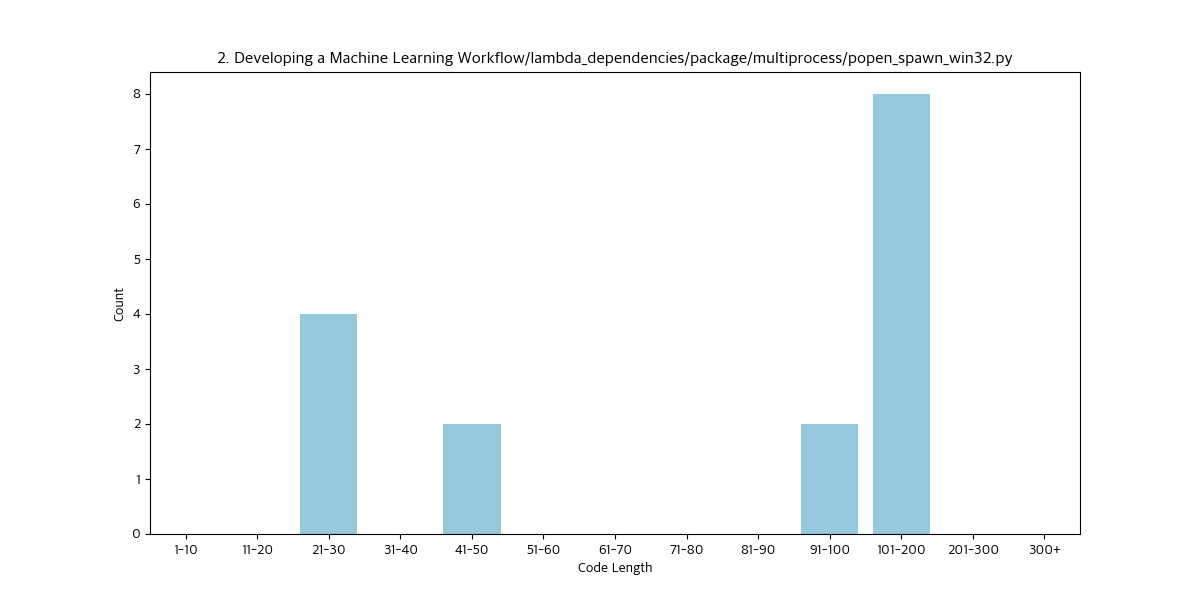 2. Developing a Machine Learning Workflow/lambda_dependencies/package/multiprocess/popen_spawn_win32.py
8
7
6
5
4
3
2
1
0
Count
1-10 11-20 21-30 31-40 41-50 51-60 61-70 71-80 81-90 91-100 101-200 201-300 300+
Code Length